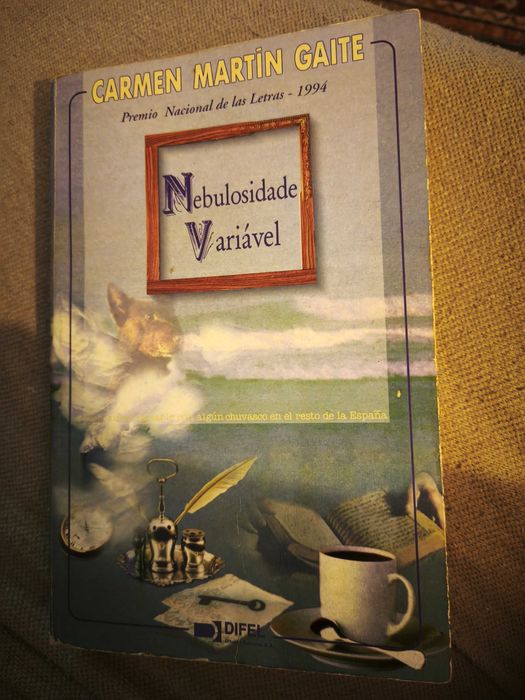 CARMEN MARTÍN GAITE
Premio Nacional de las Letras - 1994
Nebulosidade
Variável
algún chuvasco en el resto de la España
DIFEL